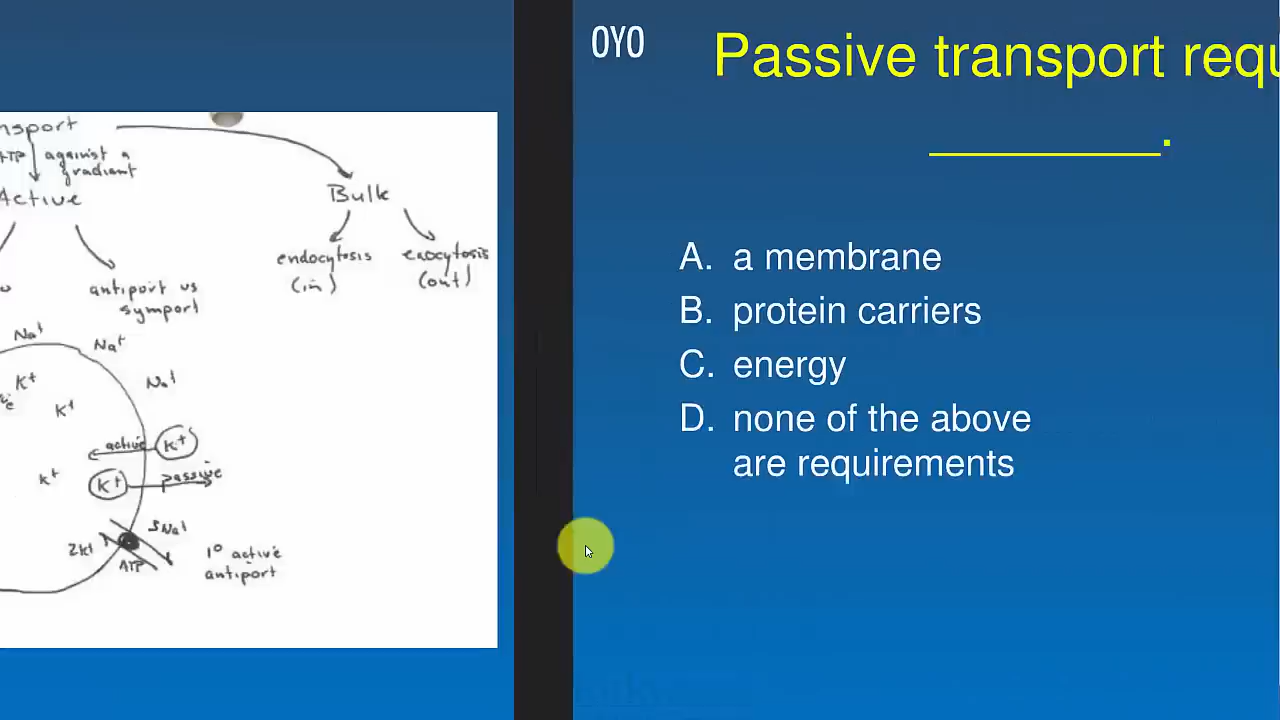 nsport
ATP against a
gradient
Active
Bulk
endocytosis
(in)
exocytosis
(out)
antiport vs
symport
Na+
Na+
Na+
K+
K+
K+
active K+
K+ passive
3Na+
2K+
ATP
1° active
antiport
OYO
Passive transport requ
________.
A. a membrane
B. protein carriers
C. energy
D. none of the above
are requirements